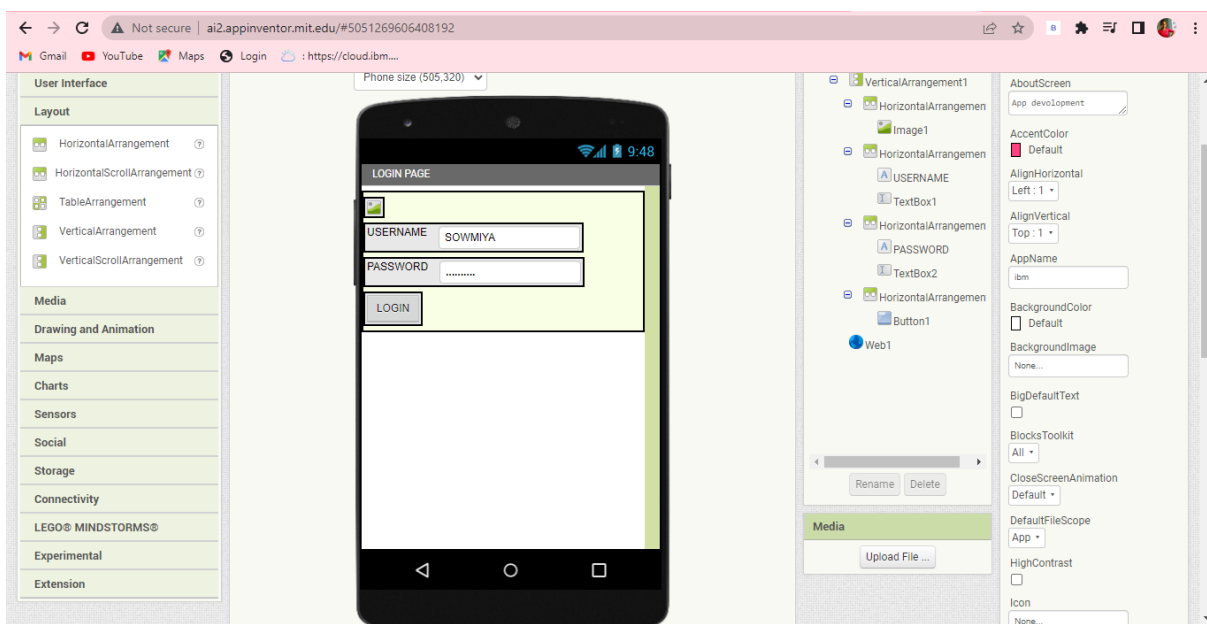 Not secure | ai2.appinventor.mit.edu/#5051269606408192
Gmail YouTube Maps Login : https://cloud.ibm....
User Interface
Layout
HorizontalArrangement ?
HorizontalScrollArrangement ?
TableArrangement ?
VerticalArrangement ?
VerticalScrollArrangement ?
Media
Drawing and Animation
Maps
Charts
Sensors
Social
Storage
Connectivity
LEGO® MINDSTORMS®
Experimental
Extension
Phone size (505,320)
9:48
LOGIN PAGE
USERNAME SOWMIYA
PASSWORD ..........
LOGIN
VerticalArrangement1
HorizontalArrangemen
Image1
HorizontalArrangemen
A USERNAME
TextBox1
HorizontalArrangemen
A PASSWORD
TextBox2
HorizontalArrangemen
Button1
Web1
Rename Delete
Media
Upload File ...
AboutScreen
App devolopment
AccentColor
Default
AlignHorizontal
Left : 1
AlignVertical
Top : 1
AppName
ibm
BackgroundColor
Default
BackgroundImage
None...
BigDefaultText
BlocksToolkit
All
CloseScreenAnimation
Default
DefaultFileScope
App
HighContrast
Icon
None...